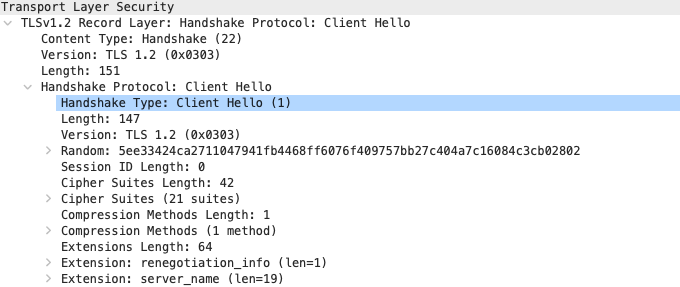 Transport Layer Security
TLSv1.2 Record Layer: Handshake Protocol: Client Hello
Content Type: Handshake (22)
Version: TLS 1.2 (0x0303)
Length: 151
Handshake Protocol: Client Hello
Handshake Type: Client Hello (1)
Length: 147
Version: TLS 1.2 (0x0303)
Random: 5ee33424ca2711047941fb4468ff6076f409757bb27c404a7c16084c3cb02802
Session ID Length: 0
Cipher Suites Length: 42
Cipher Suites (21 suites)
Compression Methods Length: 1
Compression Methods (1 method)
Extensions Length: 64
Extension: renegotiation_info (len=1)
Extension: server_name (len=19)